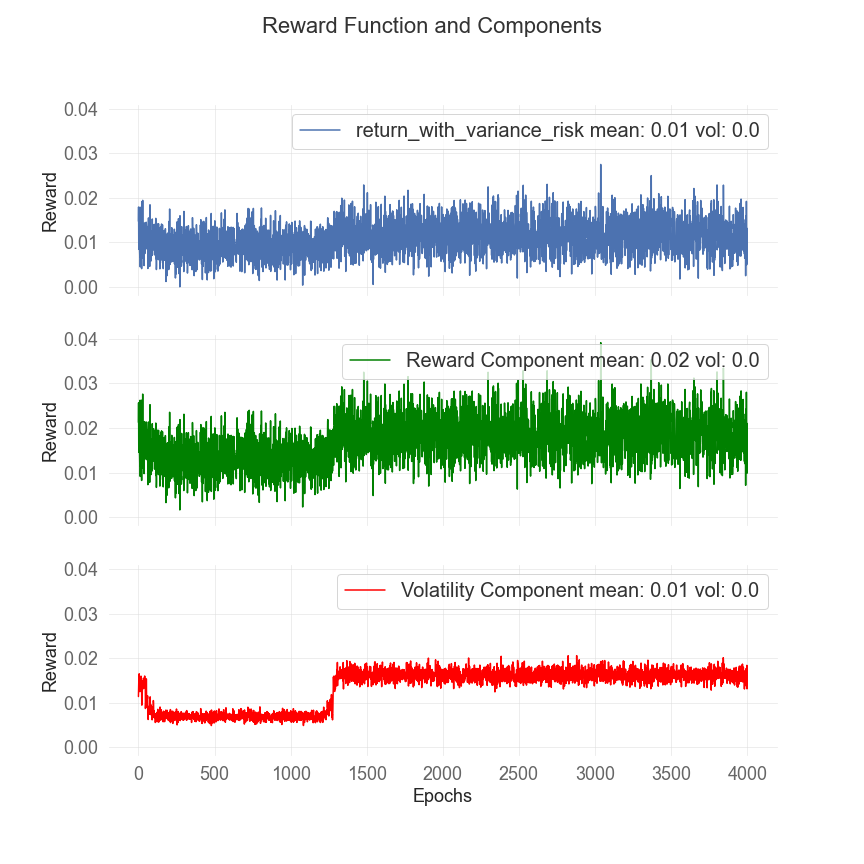 Reward Function and Components
0.04
0.03
0.02
0.01
0.00
Reward
return_with_variance_risk mean: 0.01 vol: 0.0
0.04
0.03
0.02
0.01
0.00
Reward
Reward Component mean: 0.02 vol: 0.0
0.04
0.03
0.02
0.01
0.00
Reward
Volatility Component mean: 0.01 vol: 0.0
0 500 1000 1500 2000 2500 3000 3500 4000
Epochs